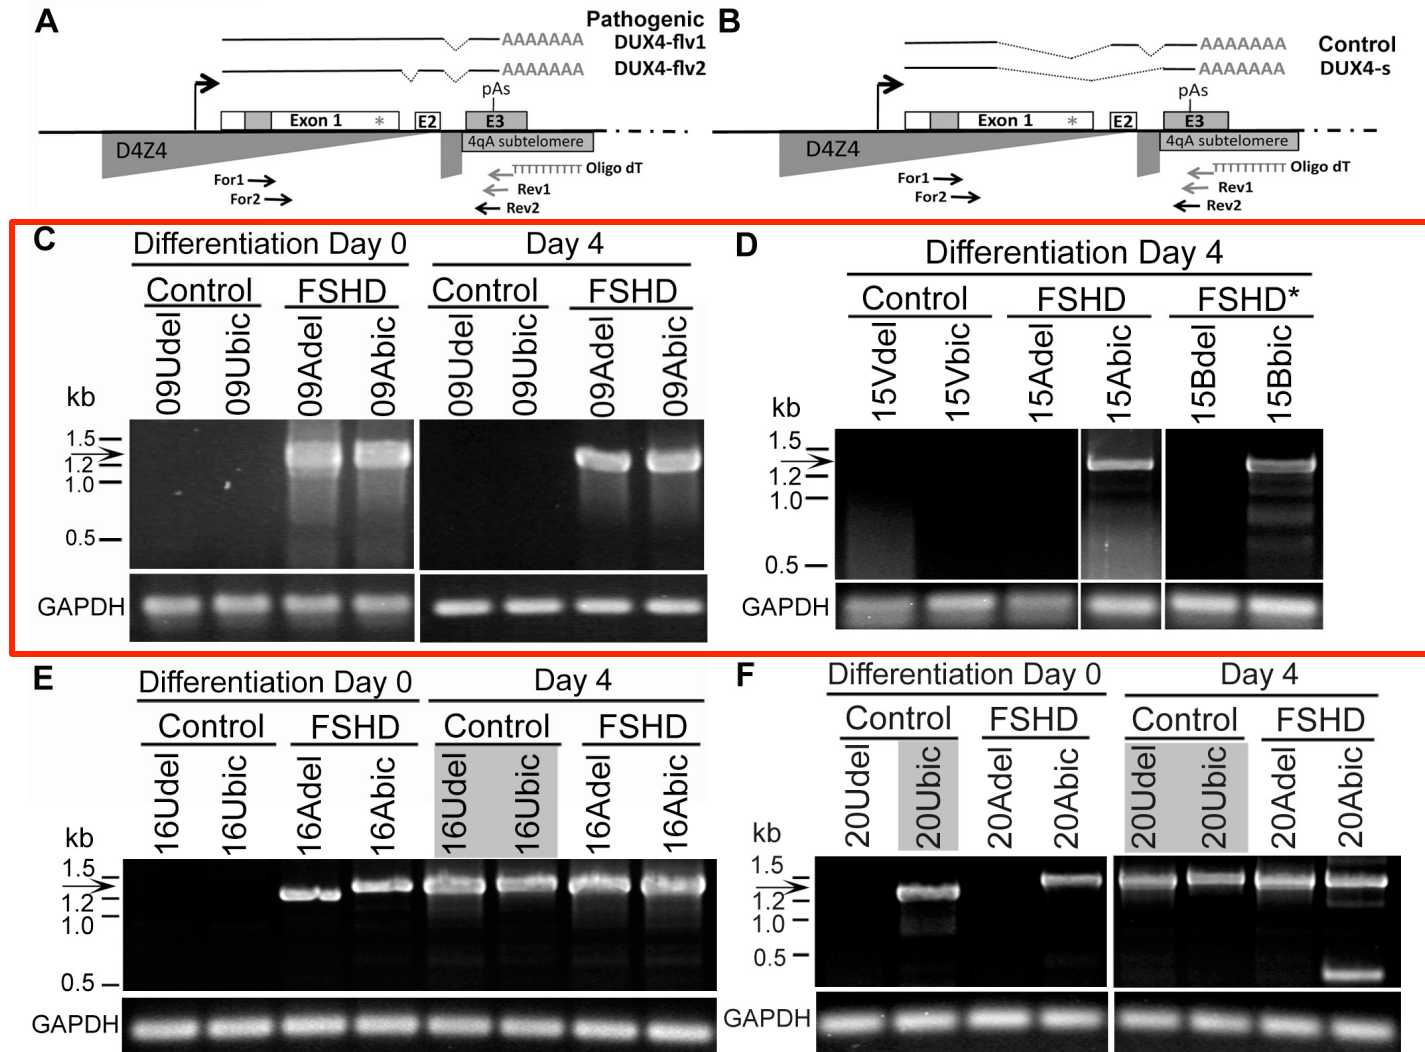 A
Pathogenic
AAAAAAA DUX4-flv1
AAAAAAA DUX4-flv2
pAs
Exon 1 * E2 E3
D4Z4 4qA subtelomere
TTTTTTTTT Oligo dT
For1 Rev1
For2 Rev2
B
AAAAAAA Control
AAAAAAA DUX4-s
pAs
Exon 1 * E2 E3
D4Z4 4qA subtelomere
TTTTTTTTT Oligo dT
For1 Rev1
For2 Rev2
C
Differentiation Day 0 Day 4
Control FSHD Control FSHD
09Udel 09Ubic 09Adel 09Abic 09Udel 09Ubic 09Adel 09Abic
kb
1.5
1.2
1.0
0.5
GAPDH
D
Differentiation Day 4
Control FSHD FSHD*
15Vdel 15Vbic 15Adel 15Abic 15Bdel 15Bbic
kb
1.5
1.2
1.0
0.5
GAPDH
E
Differentiation Day 0 Day 4
Control FSHD Control FSHD
16Udel 16Ubic 16Adel 16Abic 16Udel 16Ubic 16Adel 16Abic
kb
1.5
1.2
1.0
0.5
GAPDH
F
Differentiation Day 0 Day 4
Control FSHD Control FSHD
20Udel 20Ubic 20Adel 20Abic 20Udel 20Ubic 20Adel 20Abic
kb
1.5
1.2
1.0
0.5
GAPDH